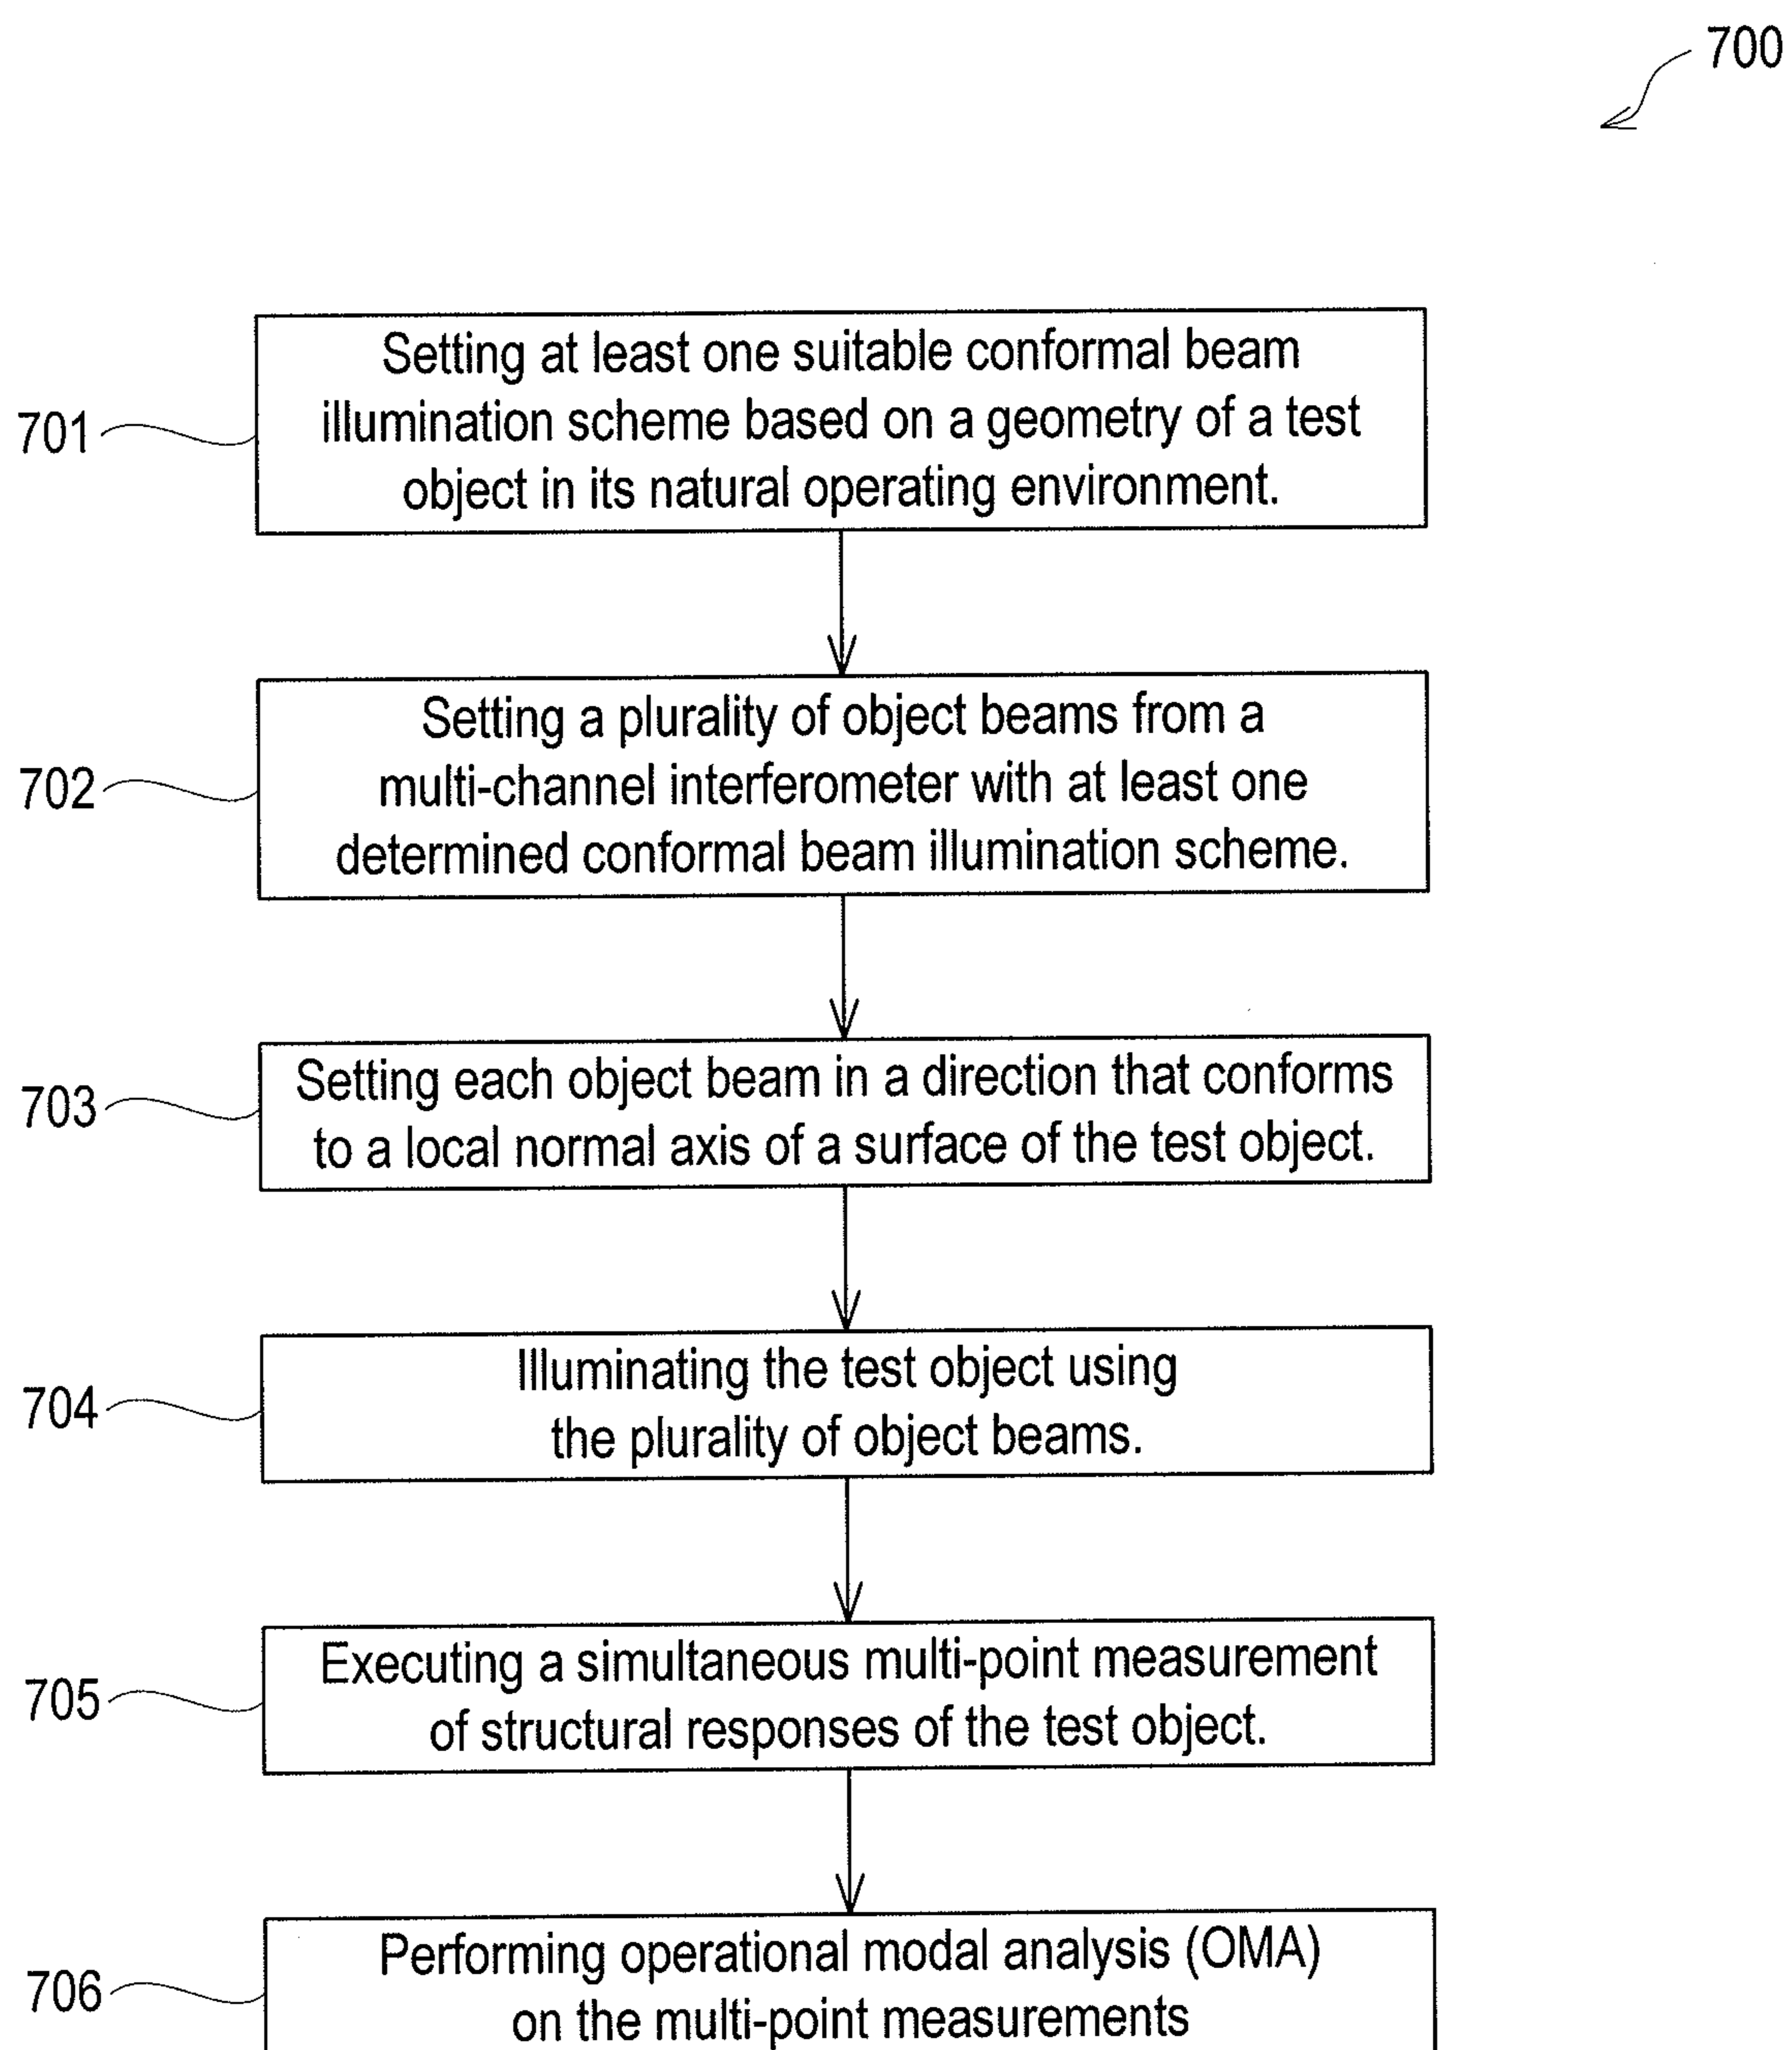 700
701
Setting at least one suitable conformal beam
illumination scheme based on a geometry of a test
object in its natural operating environment.
702
Setting a plurality of object beams from a
multi-channel interferometer with at least one
determined conformal beam illumination scheme.
703
Setting each object beam in a direction that conforms
to a local normal axis of a surface of the test object.
704
Illuminating the test object using
the plurality of object beams.
705
Executing a simultaneous multi-point measurement
of structural responses of the test object.
706
Performing operational modal analysis (OMA)
on the multi-point measurements